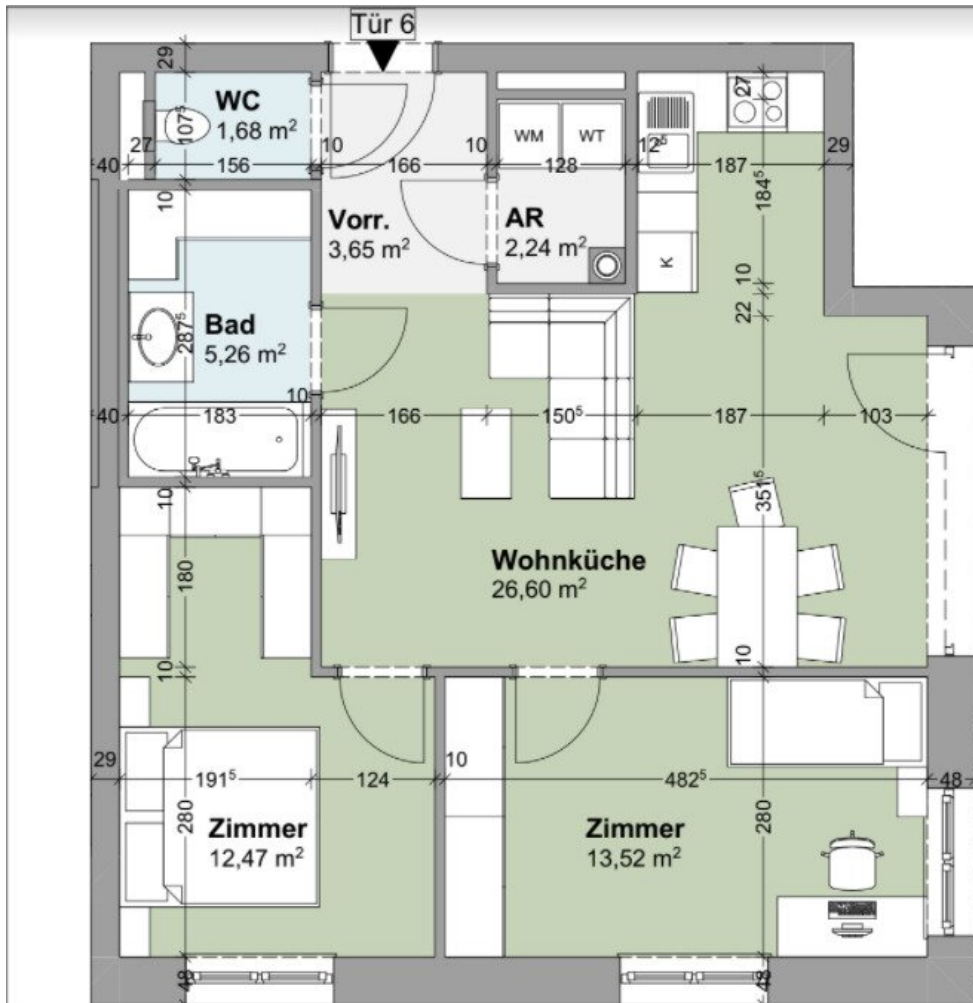 Tür 6
29
WC
1,68 m²
107⁵
27
40
156
10
166
10
WM
WT
128
12⁵
187
27
29
184⁵
10
Vorr.
3,65 m²
AR
2,24 m²
K
10
22
Bad
5,26 m²
287⁵
10
40
183
166
150⁵
187
103
351⁵
10
180
Wohnküche
26,60 m²
10
10
29
191⁵
124
10
482⁵
48
280
Zimmer
12,47 m²
Zimmer
13,52 m²
280
48
48